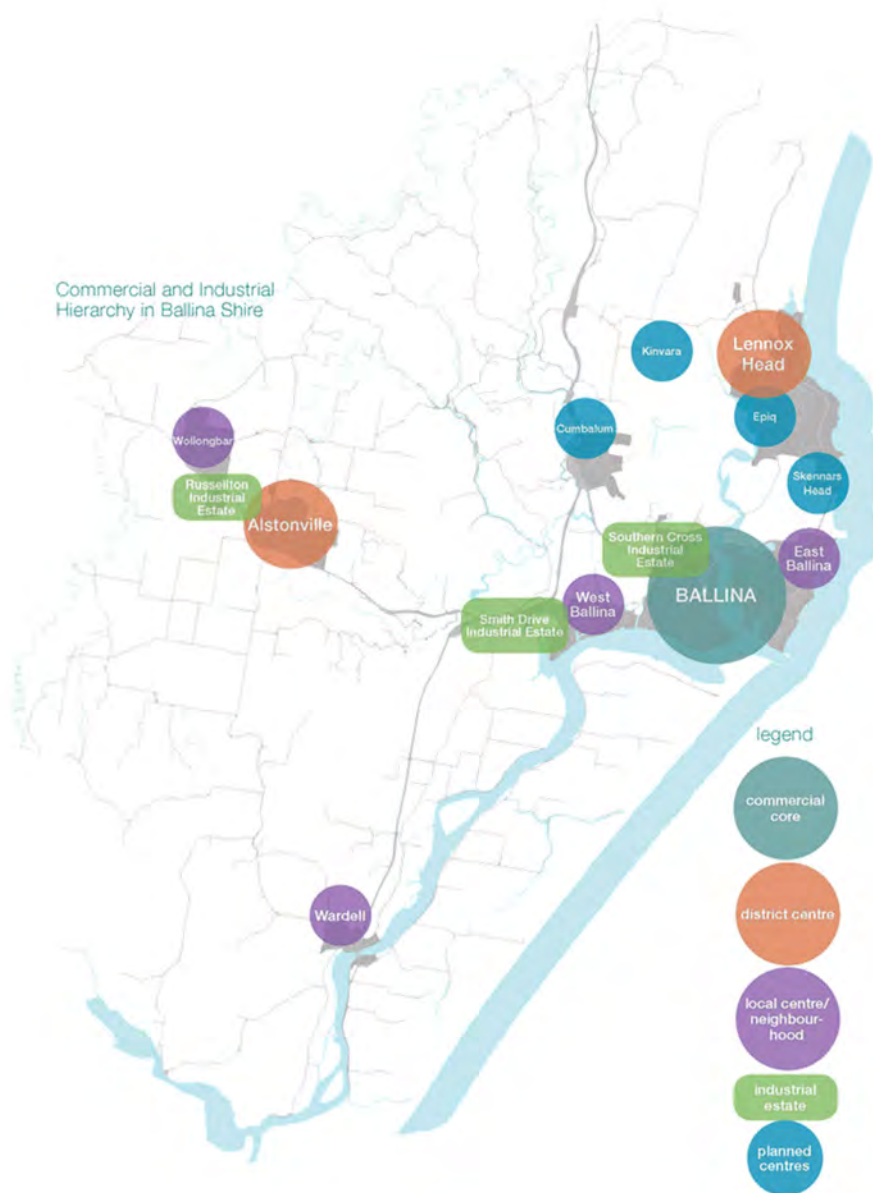 Commercial and Industrial
Hierarchy in Ballina Shire
Kinvara
Lennox
Head
Epiq
Cumbalum
Skennars
Head
Wollongbar
Russellton
Industrial
Estate
Alstonville
Southern Cross
Industrial
Estate
East
Ballina
BALLINA
West
Ballina
Smith Drive
Industrial Estate
Wardell
legend
commercial
core
district centre
local centre/
neighbour-
hood
industrial
estate
planned
centres